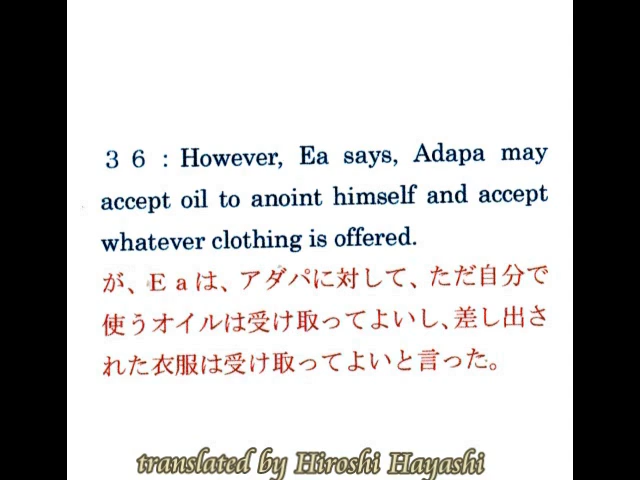 ３６：However, Ea says, Adapa may
accept oil to anoint himself and accept
whatever clothing is offered.
が、Ｅａは、アダパに対して、ただ自分で
使うオイルは受け取ってよいし、差し出さ
れた衣服は受け取ってよいと言った。
translated by Hiroshi Hayashi